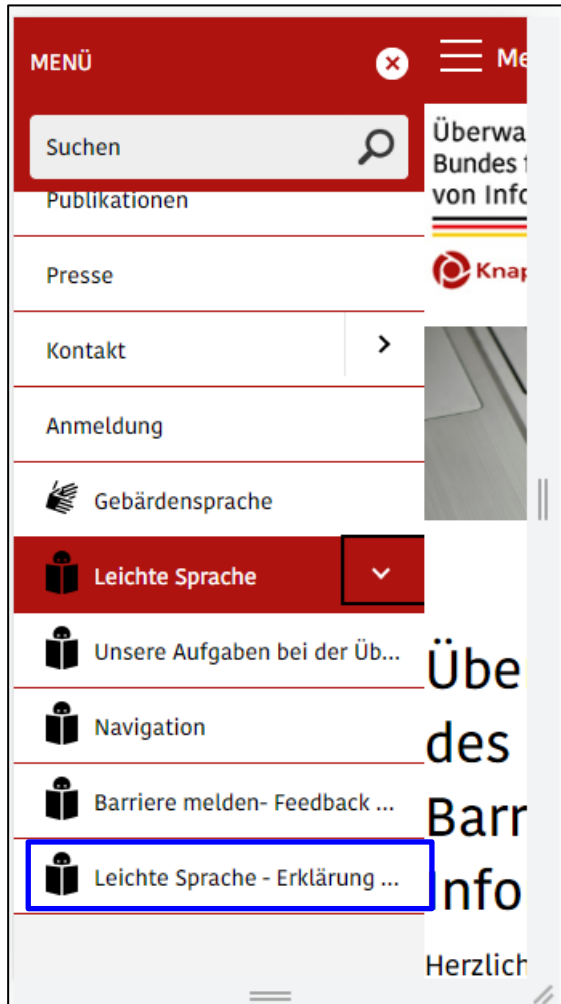 MENÜ
Suchen
Publikationen
Presse
Kontakt
Anmeldung
Gebärdensprache
Leichte Sprache
Unsere Aufgaben bei der Üb...
Navigation
Barriere melden- Feedback ...
Leichte Sprache - Erklärung ...
Me
Überwa
Bundes f
von Info
Knap
Über
des
Barr
Info
Herzlich